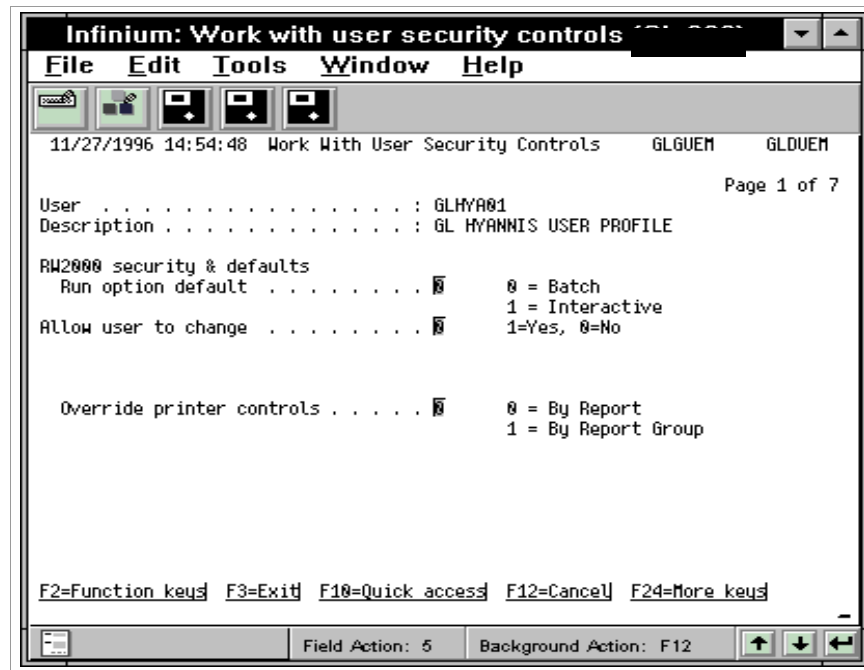 Infinium: Work with user security controls
File Edit Tools Window Help
11/27/1996 14:54:48 Work With User Security Controls GLGUEM GLDUEM
Page 1 of 7
User . . . . . . . . . . . . . . . : GLHYA01
Description . . . . . . . . . . . . : GL HYANNIS USER PROFILE
RW2000 security & defaults
Run option default . . . . . . . . 0 0 = Batch
1 = Interactive
Allow user to change . . . . . . . . 0 1=Yes, 0=No
Override printer controls . . . . . 0 0 = By Report
1 = By Report Group
F2=Function keys F3=Exit F10=Quick access F12=Cancel F24=More keys
Field Action: 5 Background Action: F12